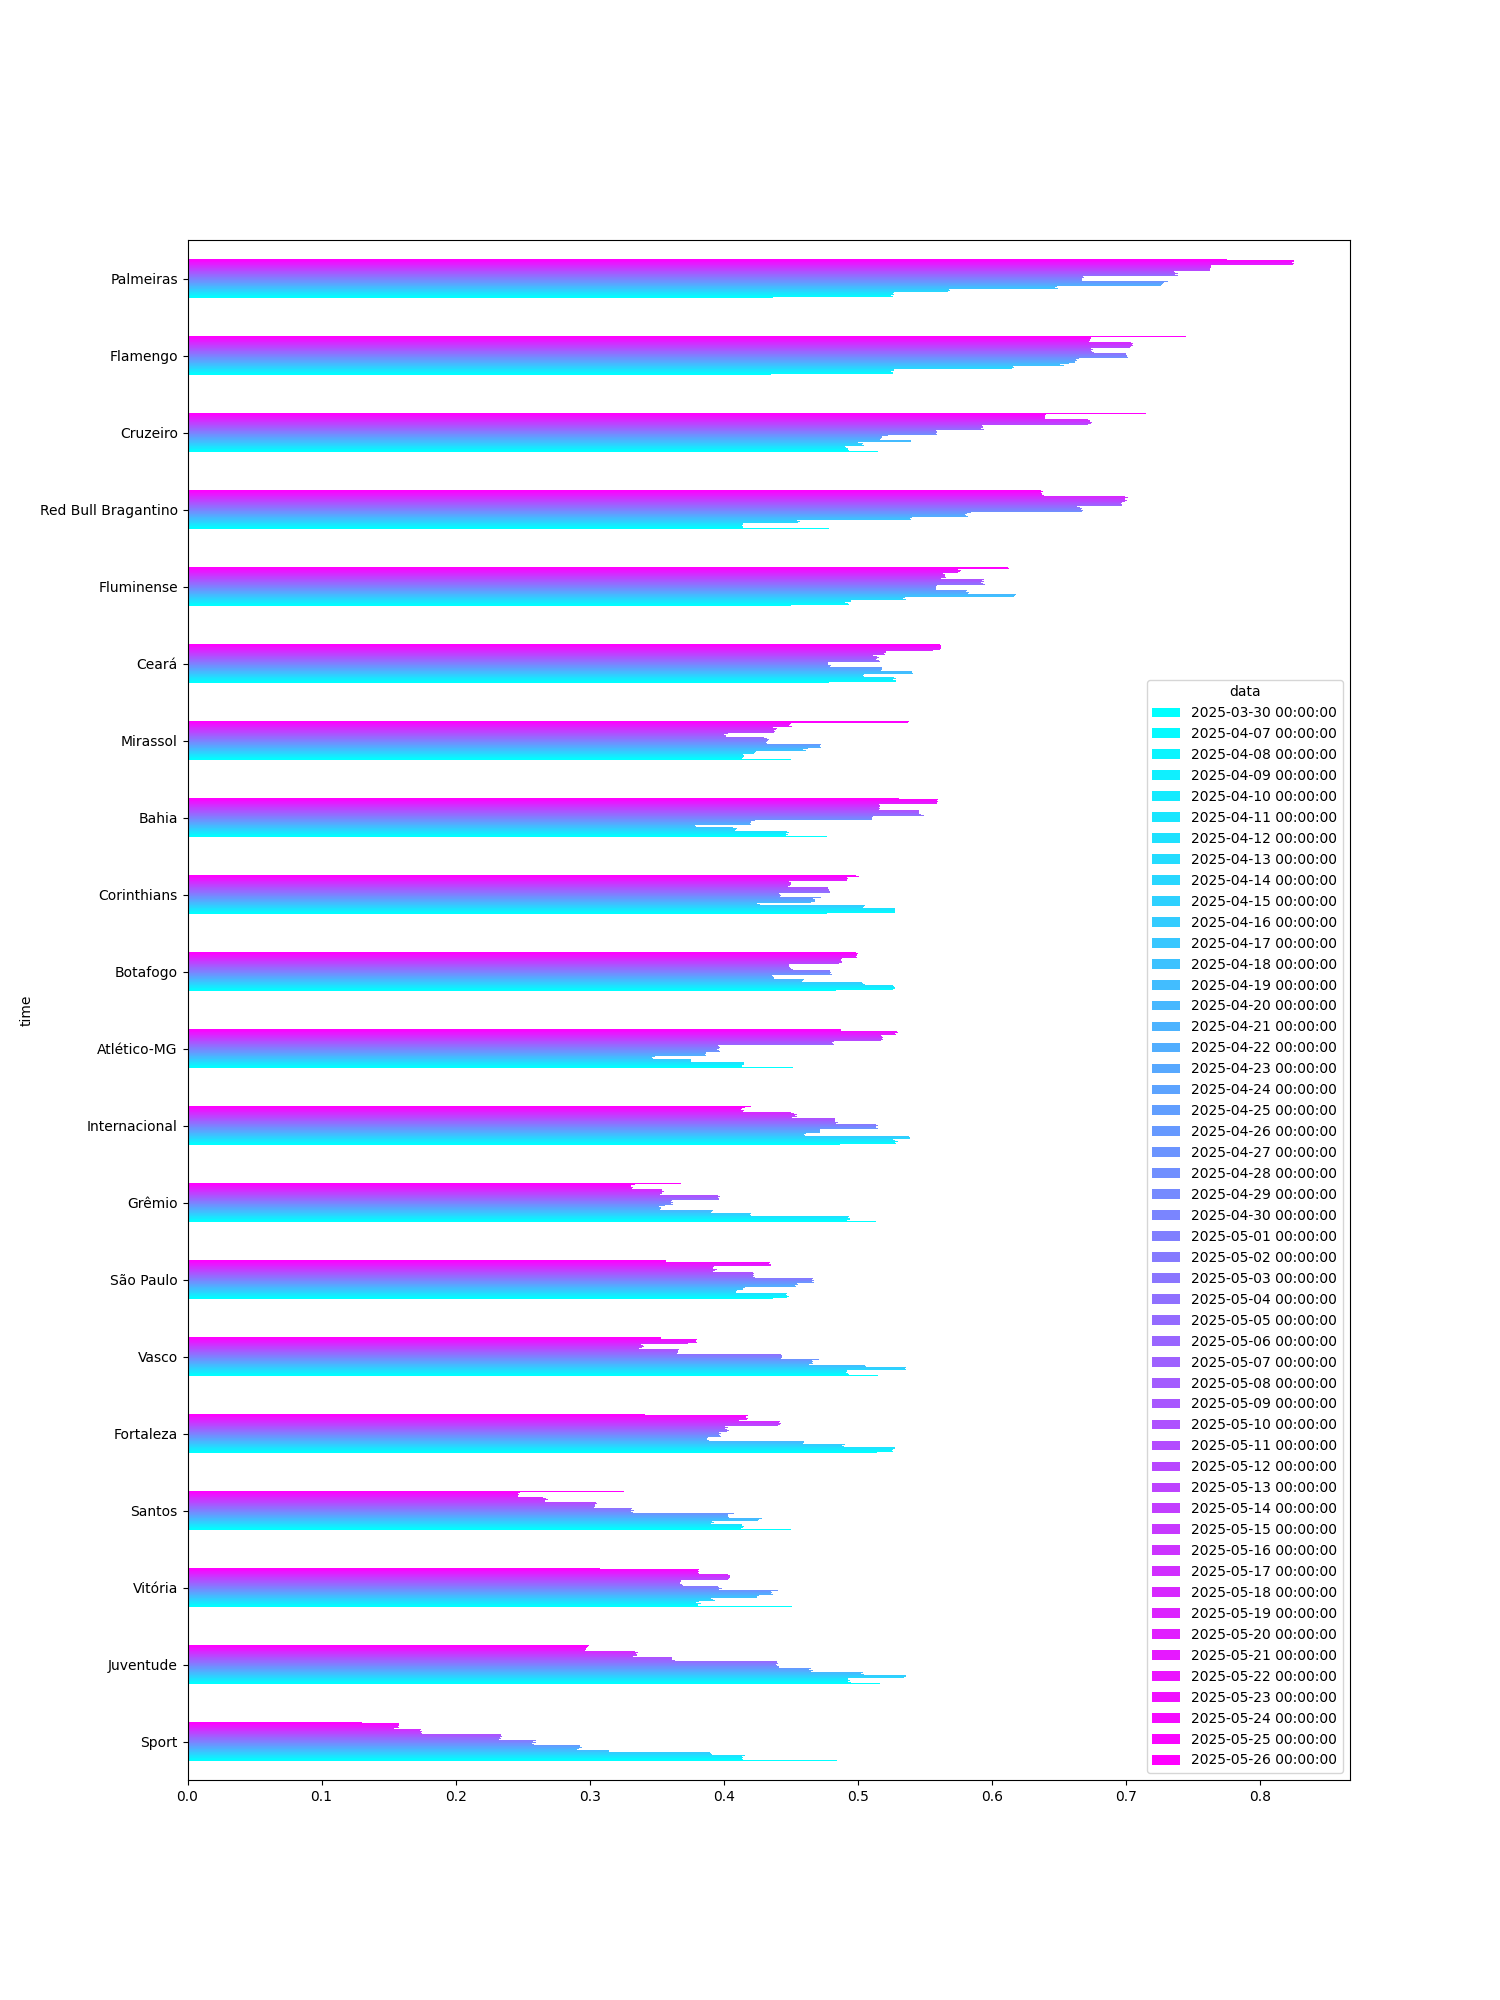 Palmeiras
Flamengo
Cruzeiro
Red Bull Bragantino
Fluminense
Ceará
Mirassol
Bahia
Corinthians
Botafogo
Atlético-MG
Internacional
Grêmio
São Paulo
Vasco
Fortaleza
Santos
Vitória
Juventude
Sport
time
0.0 0.1 0.2 0.3 0.4 0.5 0.6 0.7 0.8
data
2025-03-30 00:00:00
2025-04-07 00:00:00
2025-04-08 00:00:00
2025-04-09 00:00:00
2025-04-10 00:00:00
2025-04-11 00:00:00
2025-04-12 00:00:00
2025-04-13 00:00:00
2025-04-14 00:00:00
2025-04-15 00:00:00
2025-04-16 00:00:00
2025-04-17 00:00:00
2025-04-18 00:00:00
2025-04-19 00:00:00
2025-04-20 00:00:00
2025-04-21 00:00:00
2025-04-22 00:00:00
2025-04-23 00:00:00
2025-04-24 00:00:00
2025-04-25 00:00:00
2025-04-26 00:00:00
2025-04-27 00:00:00
2025-04-28 00:00:00
2025-04-29 00:00:00
2025-04-30 00:00:00
2025-05-01 00:00:00
2025-05-02 00:00:00
2025-05-03 00:00:00
2025-05-04 00:00:00
2025-05-05 00:00:00
2025-05-06 00:00:00
2025-05-07 00:00:00
2025-05-08 00:00:00
2025-05-09 00:00:00
2025-05-10 00:00:00
2025-05-11 00:00:00
2025-05-12 00:00:00
2025-05-13 00:00:00
2025-05-14 00:00:00
2025-05-15 00:00:00
2025-05-16 00:00:00
2025-05-17 00:00:00
2025-05-18 00:00:00
2025-05-19 00:00:00
2025-05-20 00:00:00
2025-05-21 00:00:00
2025-05-22 00:00:00
2025-05-23 00:00:00
2025-05-24 00:00:00
2025-05-25 00:00:00
2025-05-26 00:00:00